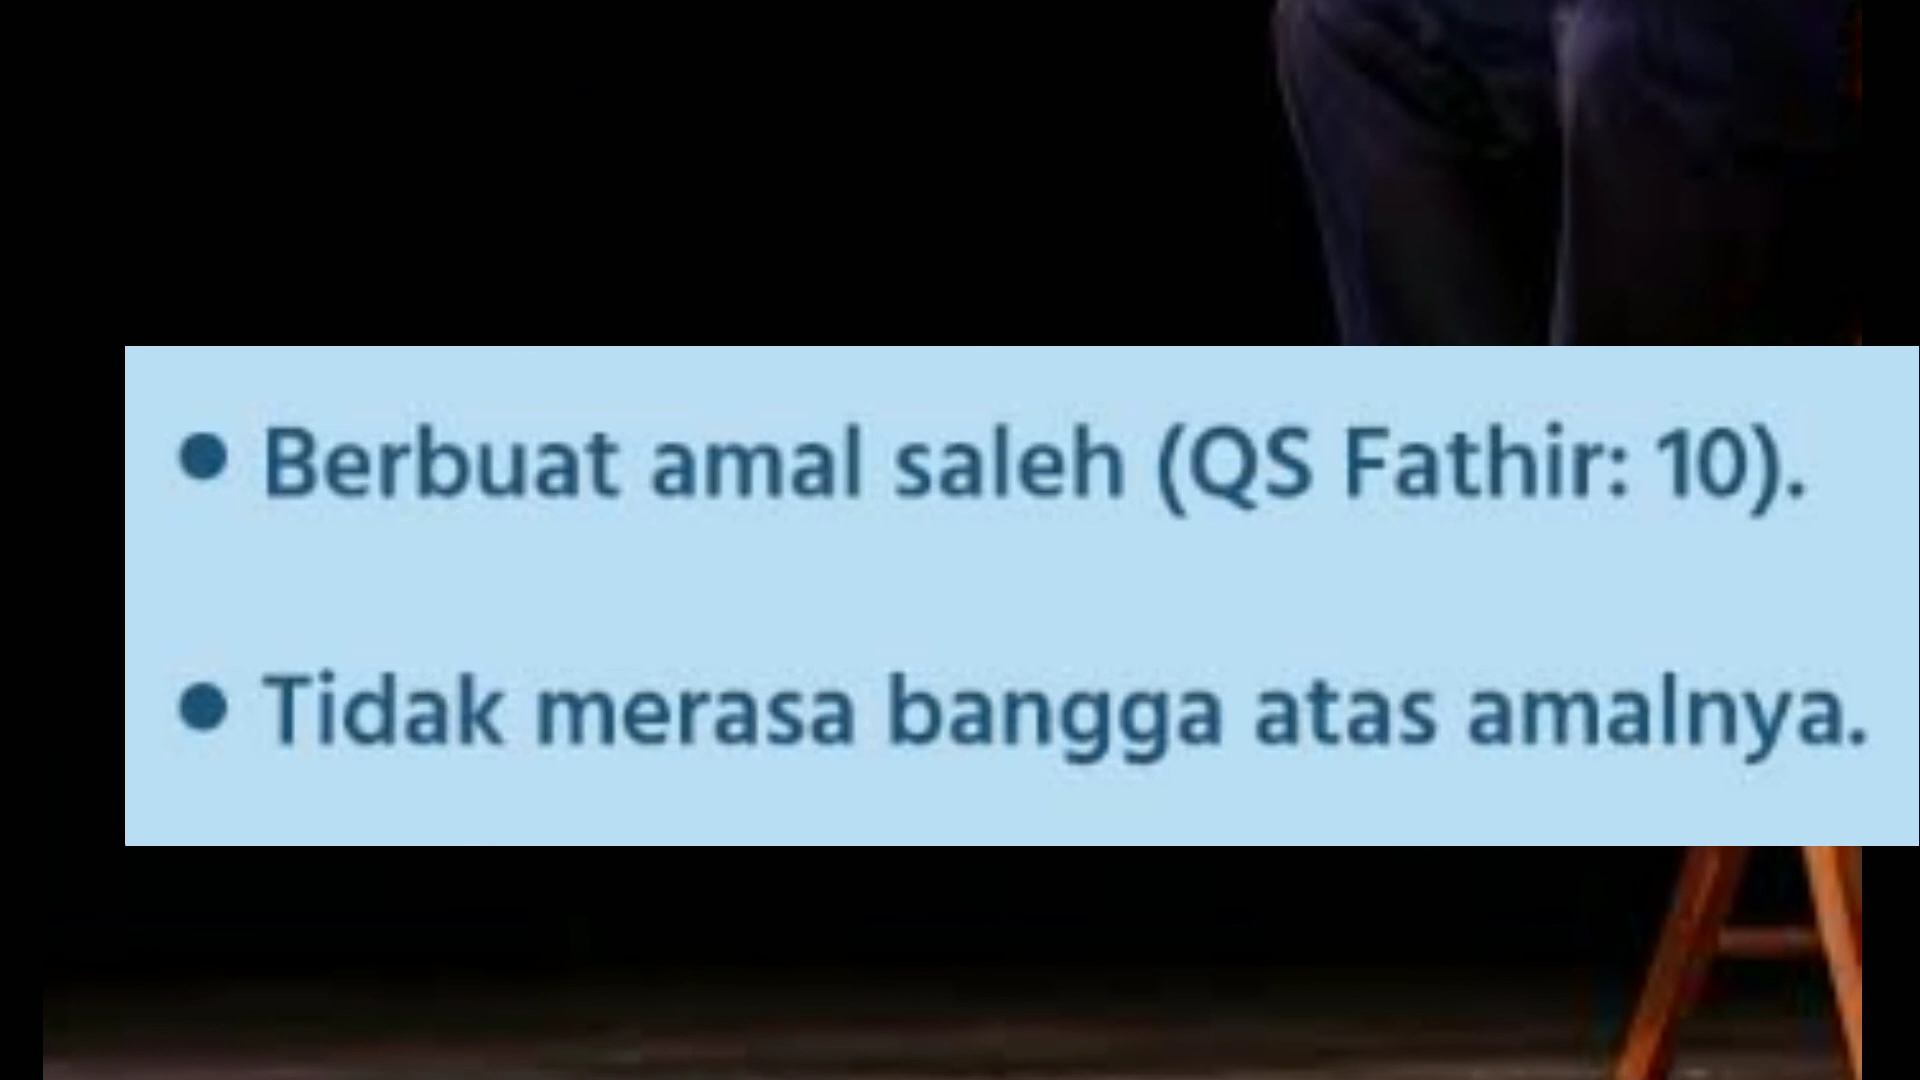 ● Berbuat amal saleh (QS Fathir: 10).
● Tidak merasa bangga atas amalnya.